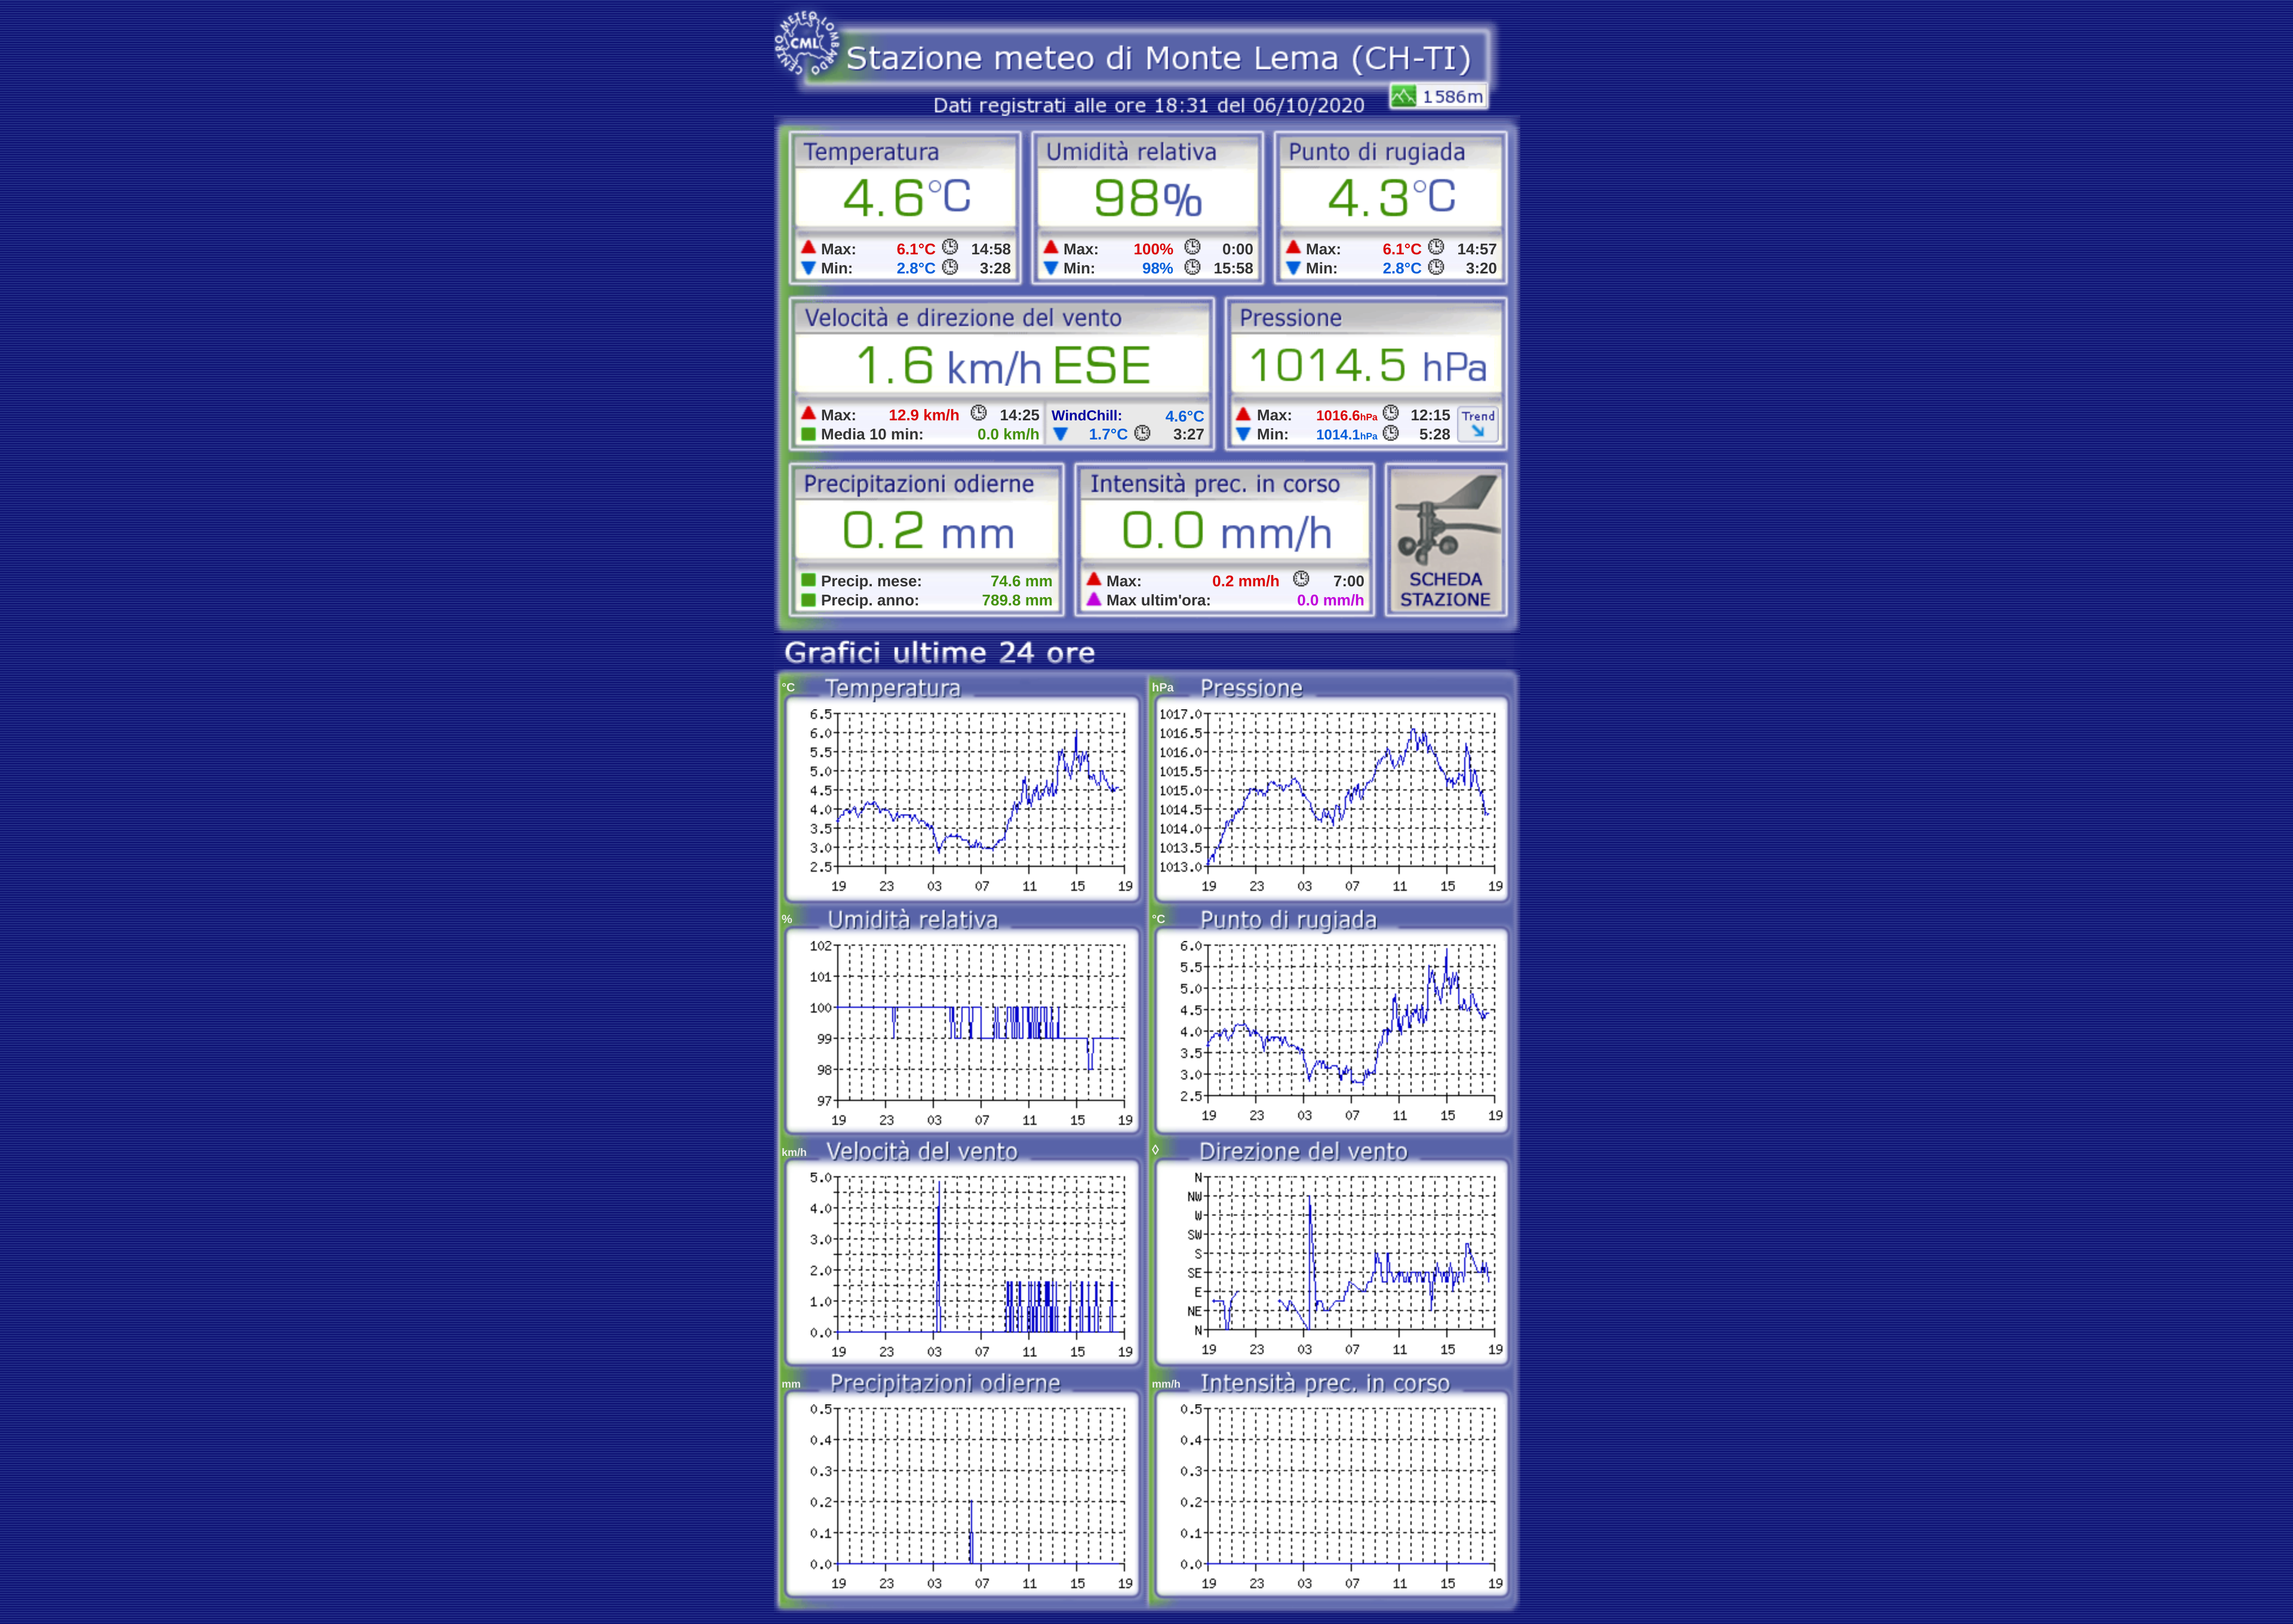 CENTRO METEO LOMBARDO
CML
Stazione meteo di Monte Lema (CH-TI)
Dati registrati alle ore 18:31 del 06/10/2020
1586m
Temperatura
4.6°C
Max: 6.1°C 14:58
Min: 2.8°C 3:28
Umidità relativa
98%
Max: 100% 0:00
Min: 98% 15:58
Punto di rugiada
4.3°C
Max: 6.1°C 14:57
Min: 2.8°C 3:20
Velocità e direzione del vento
1.6 km/h ESE
Max: 12.9 km/h 14:25
Media 10 min: 0.0 km/h
WindChill: 4.6°C
1.7°C 3:27
Pressione
1014.5 hPa
Max: 1016.6hPa 12:15
Min: 1014.1hPa 5:28
Trend
Precipitazioni odierne
0.2 mm
Precip. mese: 74.6 mm
Precip. anno: 789.8 mm
Intensità prec. in corso
0.0 mm/h
Max: 0.2 mm/h 7:00
Max ultim'ora: 0.0 mm/h
SCHEDA
STAZIONE
Grafici ultime 24 ore
°C Temperatura
6.5
6.0
5.5
5.0
4.5
4.0
3.5
3.0
2.5
19 23 03 07 11 15 19
hPa Pressione
1017.0
1016.5
1016.0
1015.5
1015.0
1014.5
1014.0
1013.5
1013.0
19 23 03 07 11 15 19
% Umidità relativa
102
101
100
99
98
97
19 23 03 07 11 15 19
°C Punto di rugiada
6.0
5.5
5.0
4.5
4.0
3.5
3.0
2.5
19 23 03 07 11 15 19
km/h Velocità del vento
5.0
4.0
3.0
2.0
1.0
0.0
19 23 03 07 11 15 19
◊ Direzione del vento
N
NW
W
SW
S
SE
E
NE
N
19 23 03 07 11 15 19
mm Precipitazioni odierne
0.5
0.4
0.3
0.2
0.1
0.0
19 23 03 07 11 15 19
mm/h Intensità prec. in corso
0.5
0.4
0.3
0.2
0.1
0.0
19 23 03 07 11 15 19